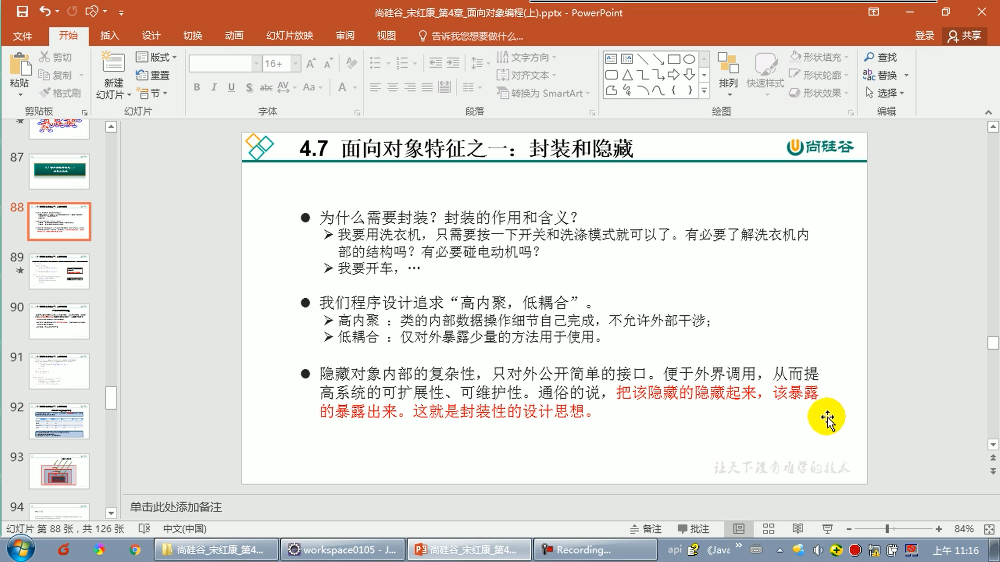 尚硅谷_宋红康_第4章_面向对象编程(上).pptx - PowerPoint
文件 开始 插入 设计 切换 动画 幻灯片放映 审阅 视图 告诉我您想要做什么... 登录 共享
粘贴 剪切 复制 格式刷 剪贴板
新建 幻灯片 版式 重置 节 幻灯片
16+ B I U S abc AV Aa A 字体
文字方向 对齐文本 转换为 SmartArt 段落
排列 快速样式 形状填充 形状轮廓 形状效果 绘图
查找 替换 选择 编辑
87
88
89
90
91
92
93
94
4.7 面向对象特征之一：封装和隐藏
尚硅谷
为什么需要封装？封装的作用和含义？
我要用洗衣机，只需要按一下开关和洗涤模式就可以了。有必要了解洗衣机内
部的结构吗？有必要碰电动机吗？
我要开车，…
我们程序设计追求“高内聚，低耦合”。
高内聚 ：类的内部数据操作细节自己完成，不允许外部干涉；
低耦合 ：仅对外暴露少量的方法用于使用。
隐藏对象内部的复杂性，只对外公开简单的接口。便于外界调用，从而提
高系统的可扩展性、可维护性。通俗的说，把该隐藏的隐藏起来，该暴露
的暴露出来。这就是封装性的设计思想。
让天下没有难学的技术
单击此处添加备注
幻灯片 第 88 张，共 126 张 中文(中国) 备注 批注 84%
尚硅谷_宋红康_第4... workspace0105 - J... 尚硅谷_宋红康_第4... Recording... api 《Java 上午 11:16